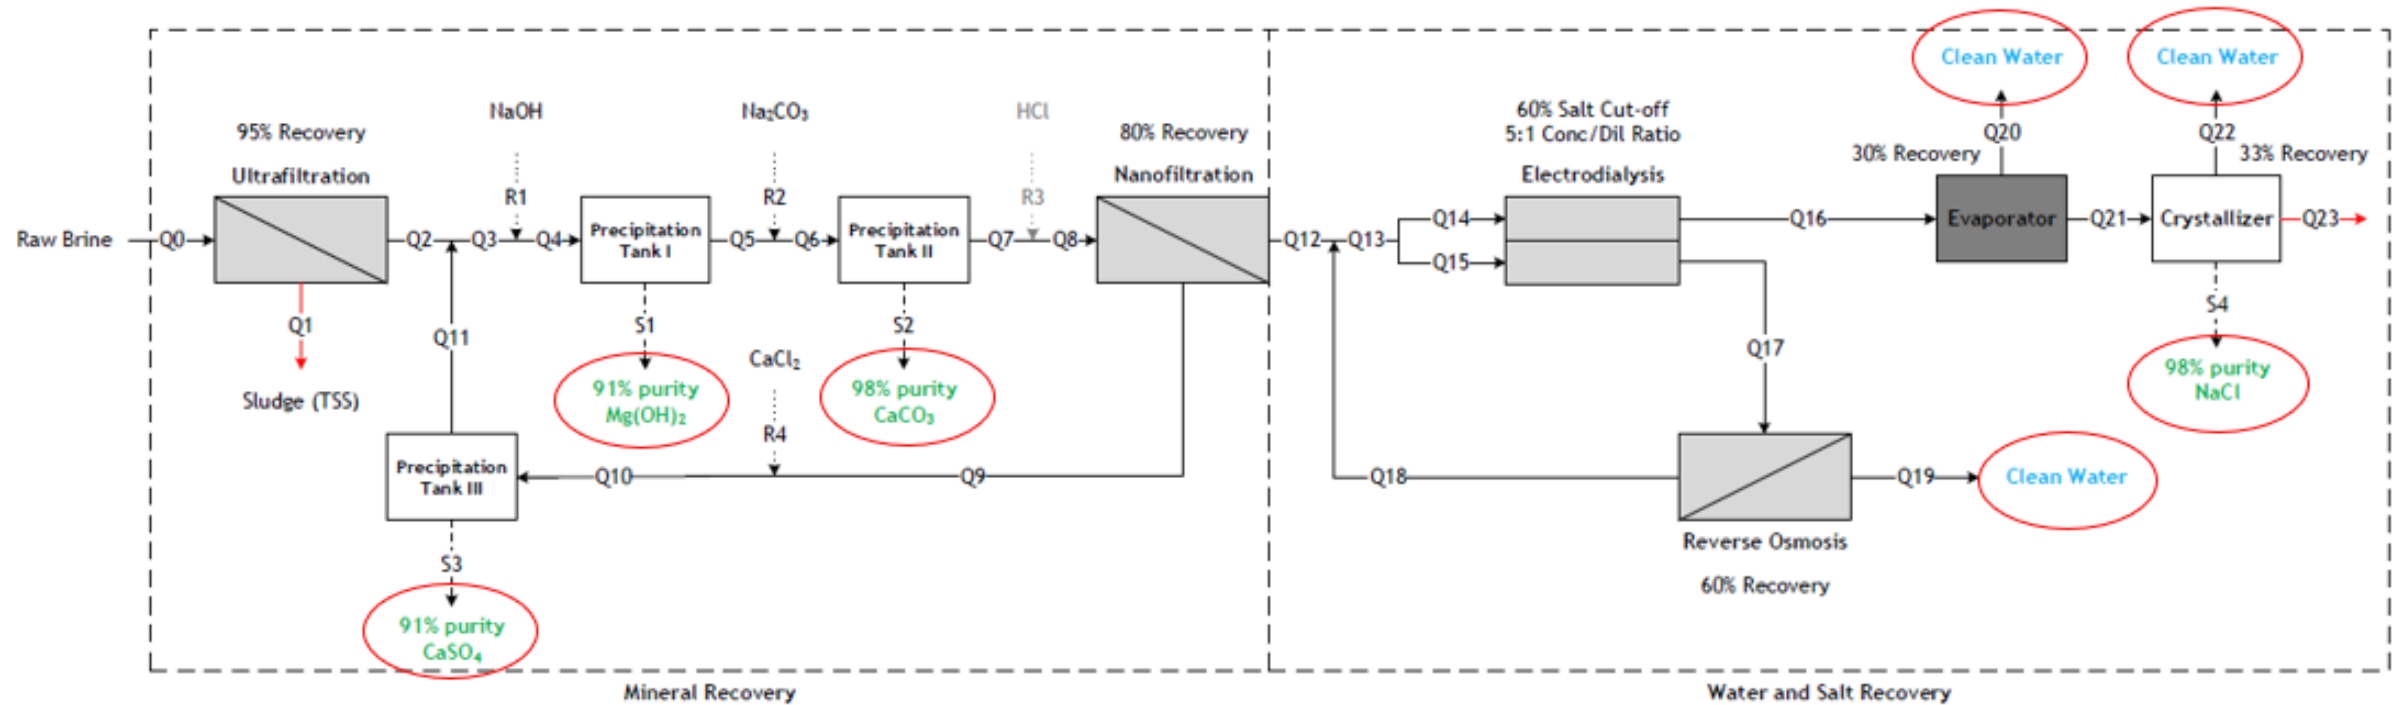 Clean Water
Clean Water
NaOH
Na₂CO₃
HCl
60% Salt Cut-off
5:1 Conc/Dil Ratio
95% Recovery
80% Recovery
Q20
Q22
30% Recovery
33% Recovery
Ultrafiltration
Nanofiltration
Electrodialysis
R1
R2
R3
Raw Brine
Q0
Q2
Q3
Q4
Precipitation
Tank I
Q5
Q6
Precipitation
Tank II
Q7
Q8
Q12
Q13
Q14
Q15
Q16
Evaporator
Q21
Crystallizer
Q23
Q1
Q11
S1
S2
S4
Sludge (TSS)
91% purity
Mg(OH)₂
CaCl₂
98% purity
CaCO₃
Q17
98% purity
NaCl
R4
Precipitation
Tank III
Q10
Q9
Q18
Q19
Clean Water
Reverse Osmosis
60% Recovery
S3
91% purity
CaSO₄
Mineral Recovery
Water and Salt Recovery